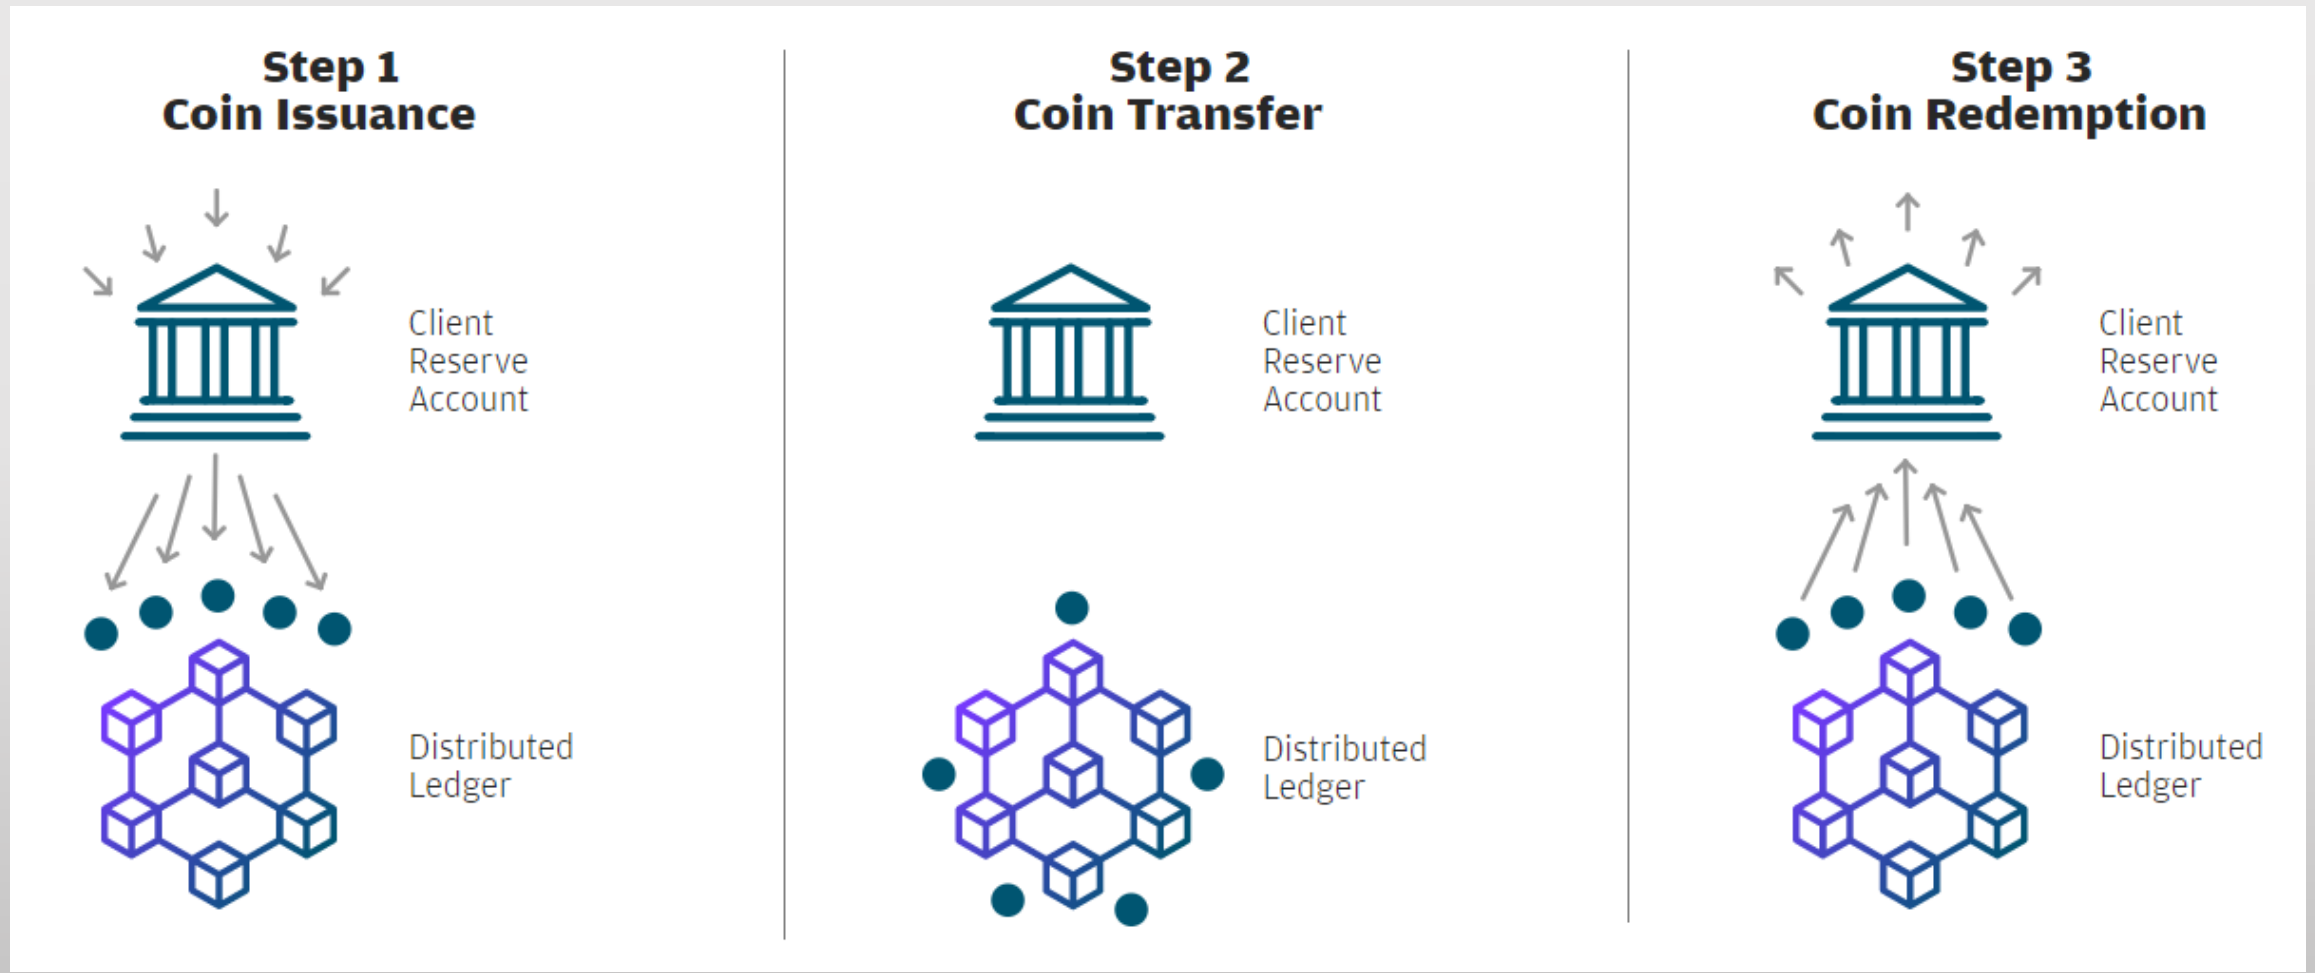 Step 1
Coin Issuance
Client
Reserve
Account
Distributed
Ledger
Step 2
Coin Transfer
Client
Reserve
Account
Distributed
Ledger
Step 3
Coin Redemption
Client
Reserve
Account
Distributed
Ledger